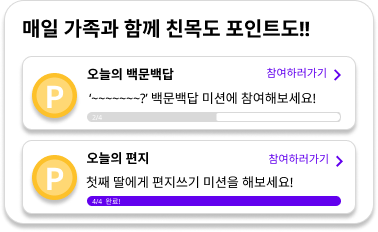 매일 가족과 함께 친목도 포인트도!!
P
오늘의 백문백답
참여하러가기
‘~~~~~~~?’ 백문백답 미션에 참여해보세요!
2/4
P
오늘의 편지
참여하러가기
첫째 딸에게 편지쓰기 미션을 해보세요!
4/4 완료!